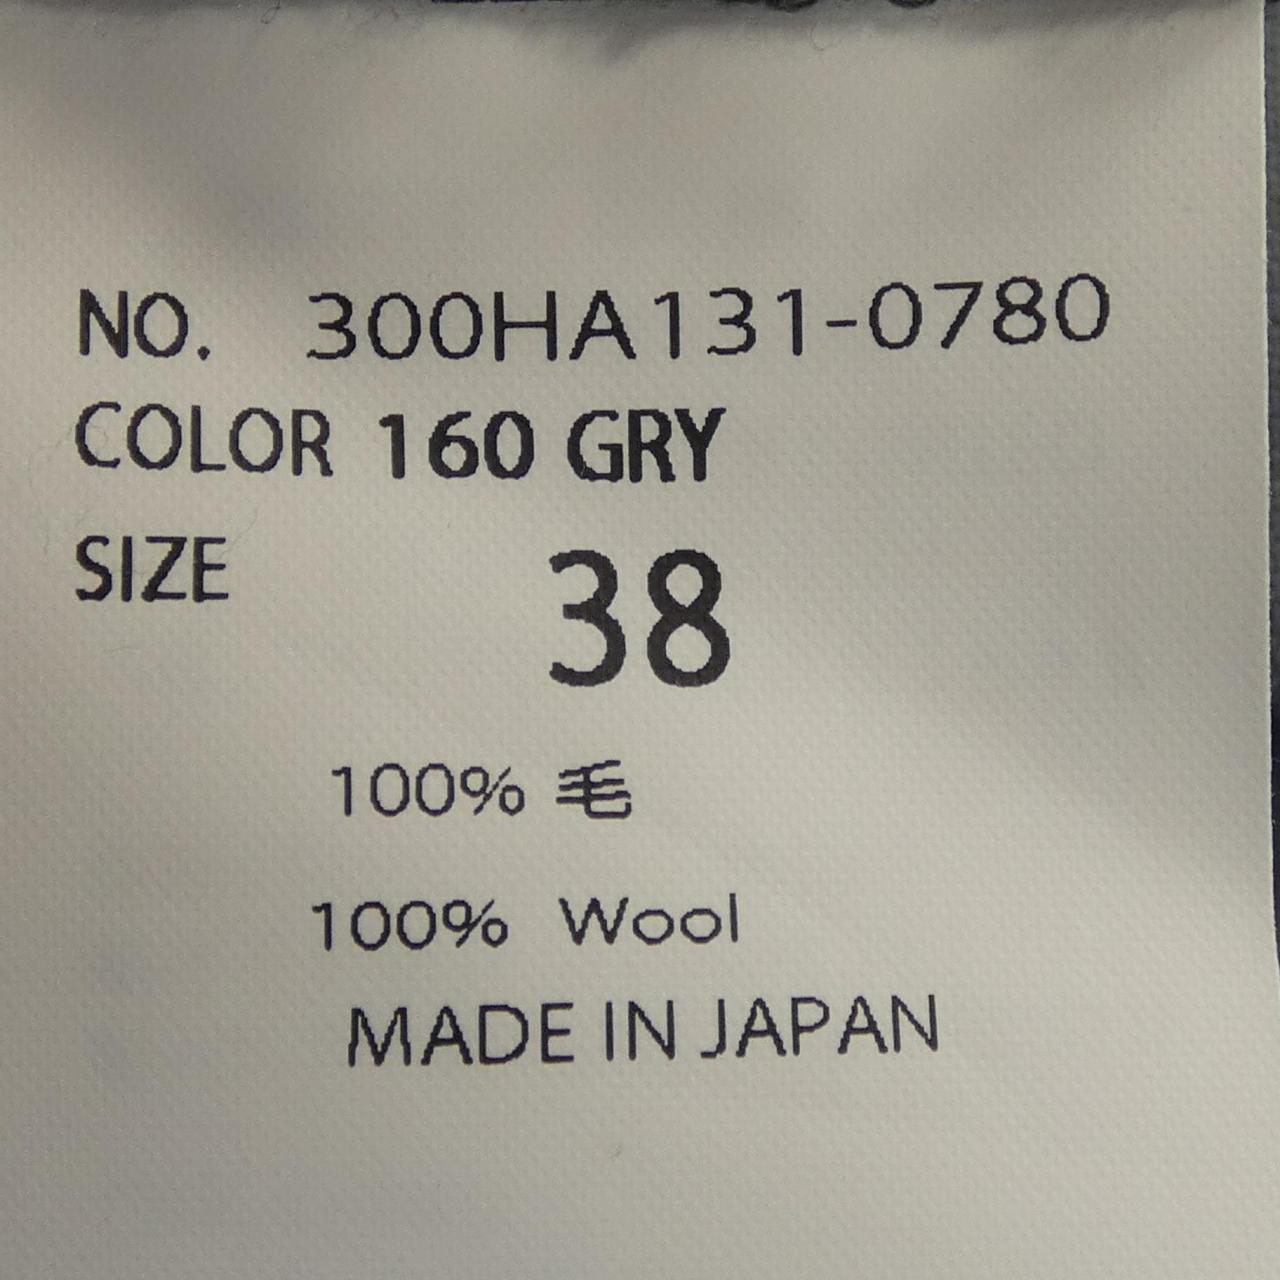 NO. 300HA131-0780
COLOR 160 GRY
SIZE 38
100% 毛
100% Wool
MADE IN JAPAN